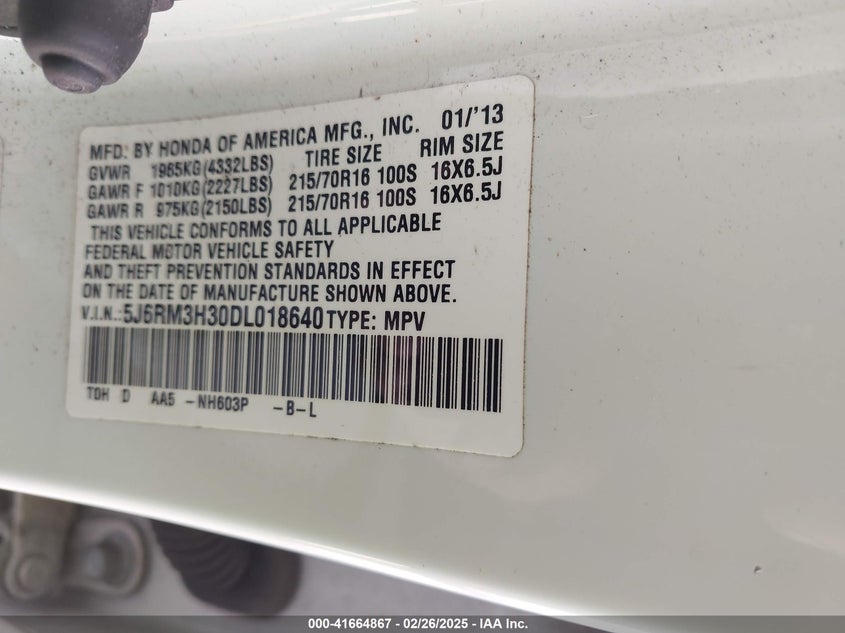 MFD. BY HONDA OF AMERICA MFG., INC. 01/'13
GVWR 1965KG(4332LBS) TIRE SIZE RIM SIZE
GAWR F 1010KG(2227LBS) 215/70R16 100S 16X6.5J
GAWR R 975KG(2150LBS) 215/70R16 100S 16X6.5J
THIS VEHICLE CONFORMS TO ALL APPLICABLE
FEDERAL MOTOR VEHICLE SAFETY
AND THEFT PREVENTION STANDARDS IN EFFECT
ON THE DATE OF MANUFACTURE SHOWN ABOVE.
V.I.N.:5J6RM3H30DL018640 TYPE: MPV
TOH D AA5 -NH603P -B-L
000-41664867 - 02/26/2025 - IAA Inc.